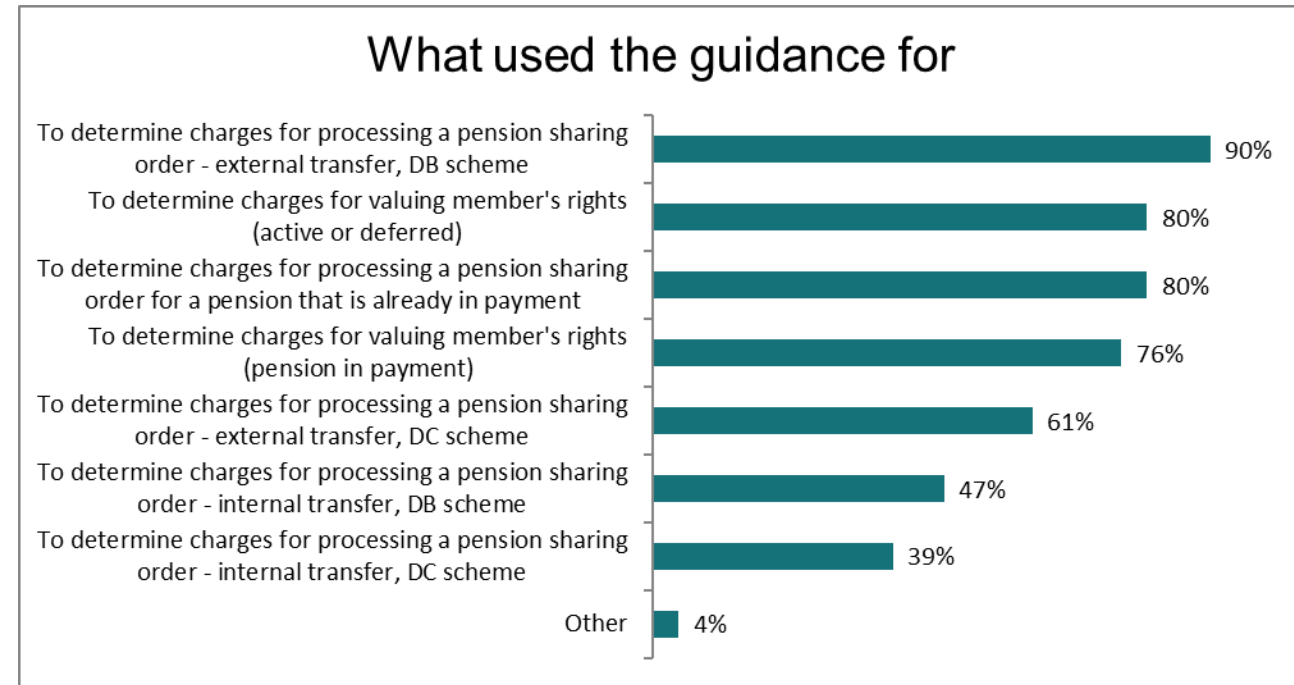 What used the guidance for
To determine charges for processing a pension sharing
order - external transfer, DB scheme
90%
To determine charges for valuing member's rights
(active or deferred)
80%
To determine charges for processing a pension sharing
order for a pension that is already in payment
80%
To determine charges for valuing member's rights
(pension in payment)
76%
To determine charges for processing a pension sharing
order - external transfer, DC scheme
61%
To determine charges for processing a pension sharing
order - internal transfer, DB scheme
47%
To determine charges for processing a pension sharing
order - internal transfer, DC scheme
39%
Other
4%